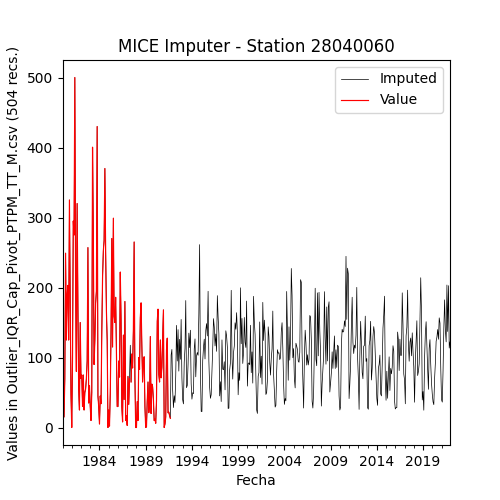 MICE Imputer - Station 28040060
Values in Outlier_IQR_Cap_Pivot_PTPM_TT_M.csv (504 recs.)
Imputed
Value
500
400
300
200
100
0
1984 1989 1994 1999 2004 2009 2014 2019
Fecha